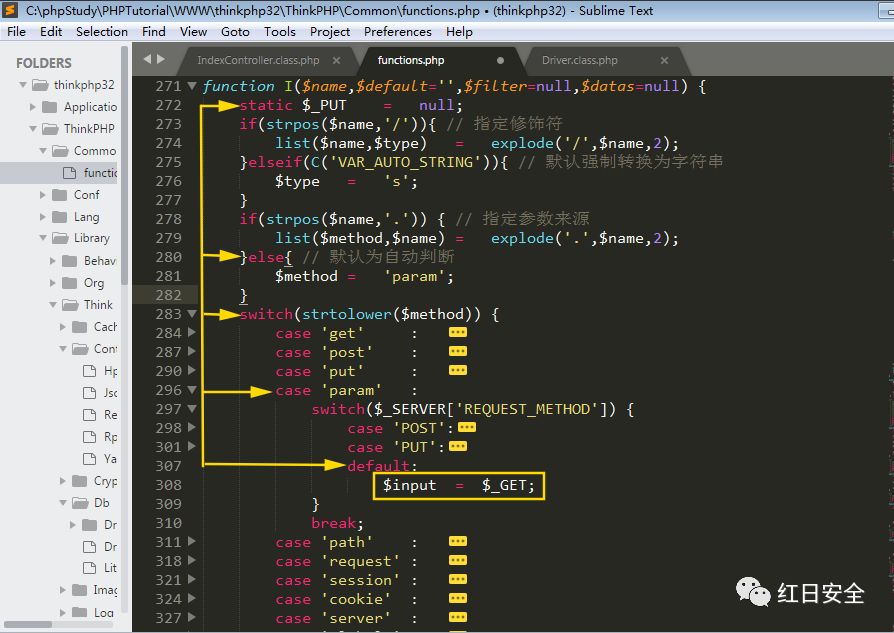 C:\phpStudy\PHPTutorial\WWW\thinkphp32\ThinkPHP\Common\functions.php • (thinkphp32) - Sublime Text
File Edit Selection Find View Goto Tools Project Preferences Help
FOLDERS
thinkphp32
Applicatio
ThinkPHP
Commo
functio
Conf
Lang
Library
Behav
Org
Think
Cach
Cont
Hp
Jsc
Re
Rp
Ya
Cryp
Db
Dr
Dr
Lit
Imag
Log
IndexController.class.php × functions.php ● Driver.class.php ×
271 function I($name,$default='',$filter=null,$datas=null) {
272 static $_PUT = null;
273 if(strpos($name,'/')){ // 指定修饰符
274 list($name,$type) = explode('/',$name,2);
275 }elseif(C('VAR_AUTO_STRING')){ // 默认强制转换为字符串
276 $type = 's';
277 }
278 if(strpos($name,'.')) { // 指定参数来源
279 list($method,$name) = explode('.',$name,2);
280 }else{ // 默认为自动判断
281 $method = 'param';
282 }
283 switch(strtolower($method)) {
284 case 'get' : ···
287 case 'post' : ···
290 case 'put' : ···
296 case 'param' :
297 switch($_SERVER['REQUEST_METHOD']) {
298 case 'POST': ···
301 case 'PUT': ···
307 default:
308 $input = $_GET;
309 }
310 break;
311 case 'path' : ···
318 case 'request' : ···
321 case 'session' : ···
324 case 'cookie' : ···
327 case 'server' : ···
红日安全